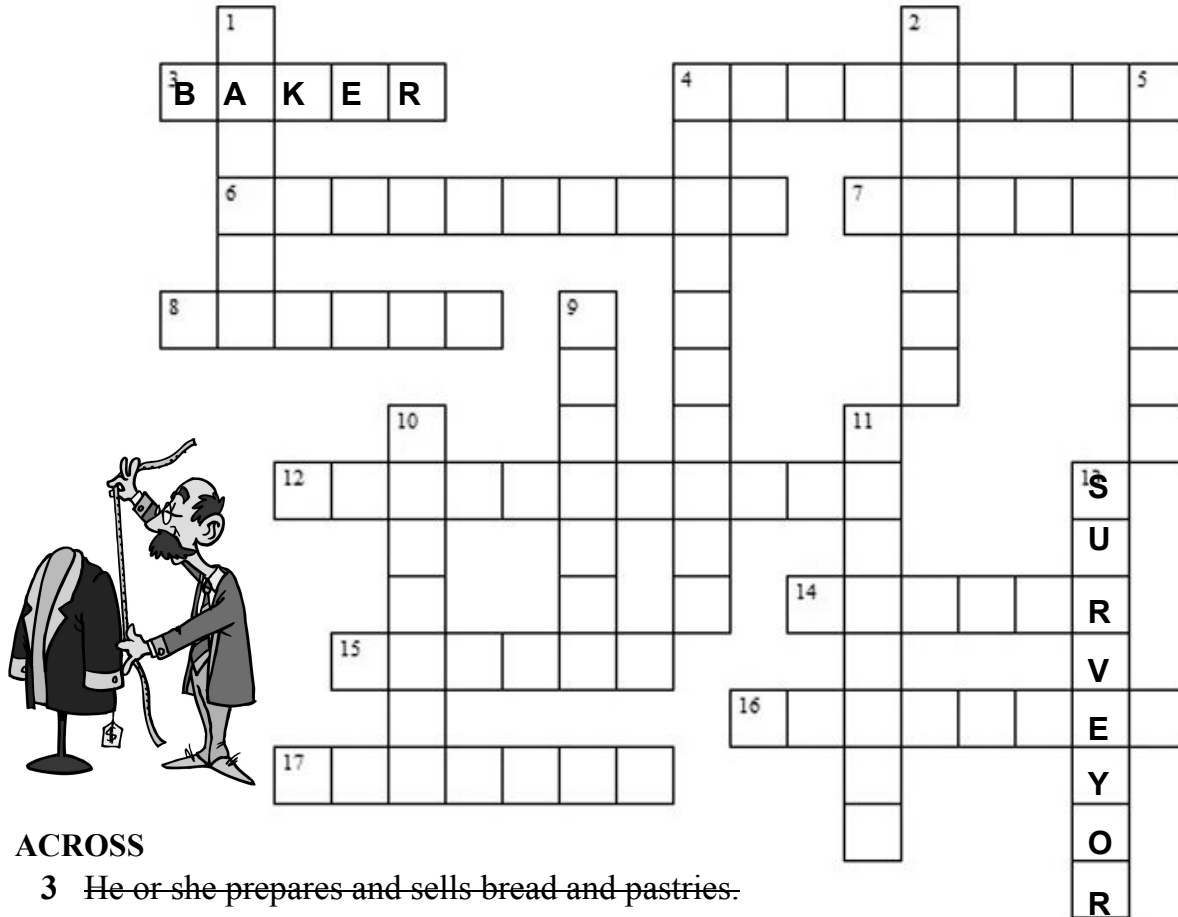 1 2
3 B A K E R 4 5
6 7
8 9
10 11
12 13 S
U
14 R
15 V
16 E
$
17 Y
ACROSS O
3 He or she prepares and sells bread and pastries. R